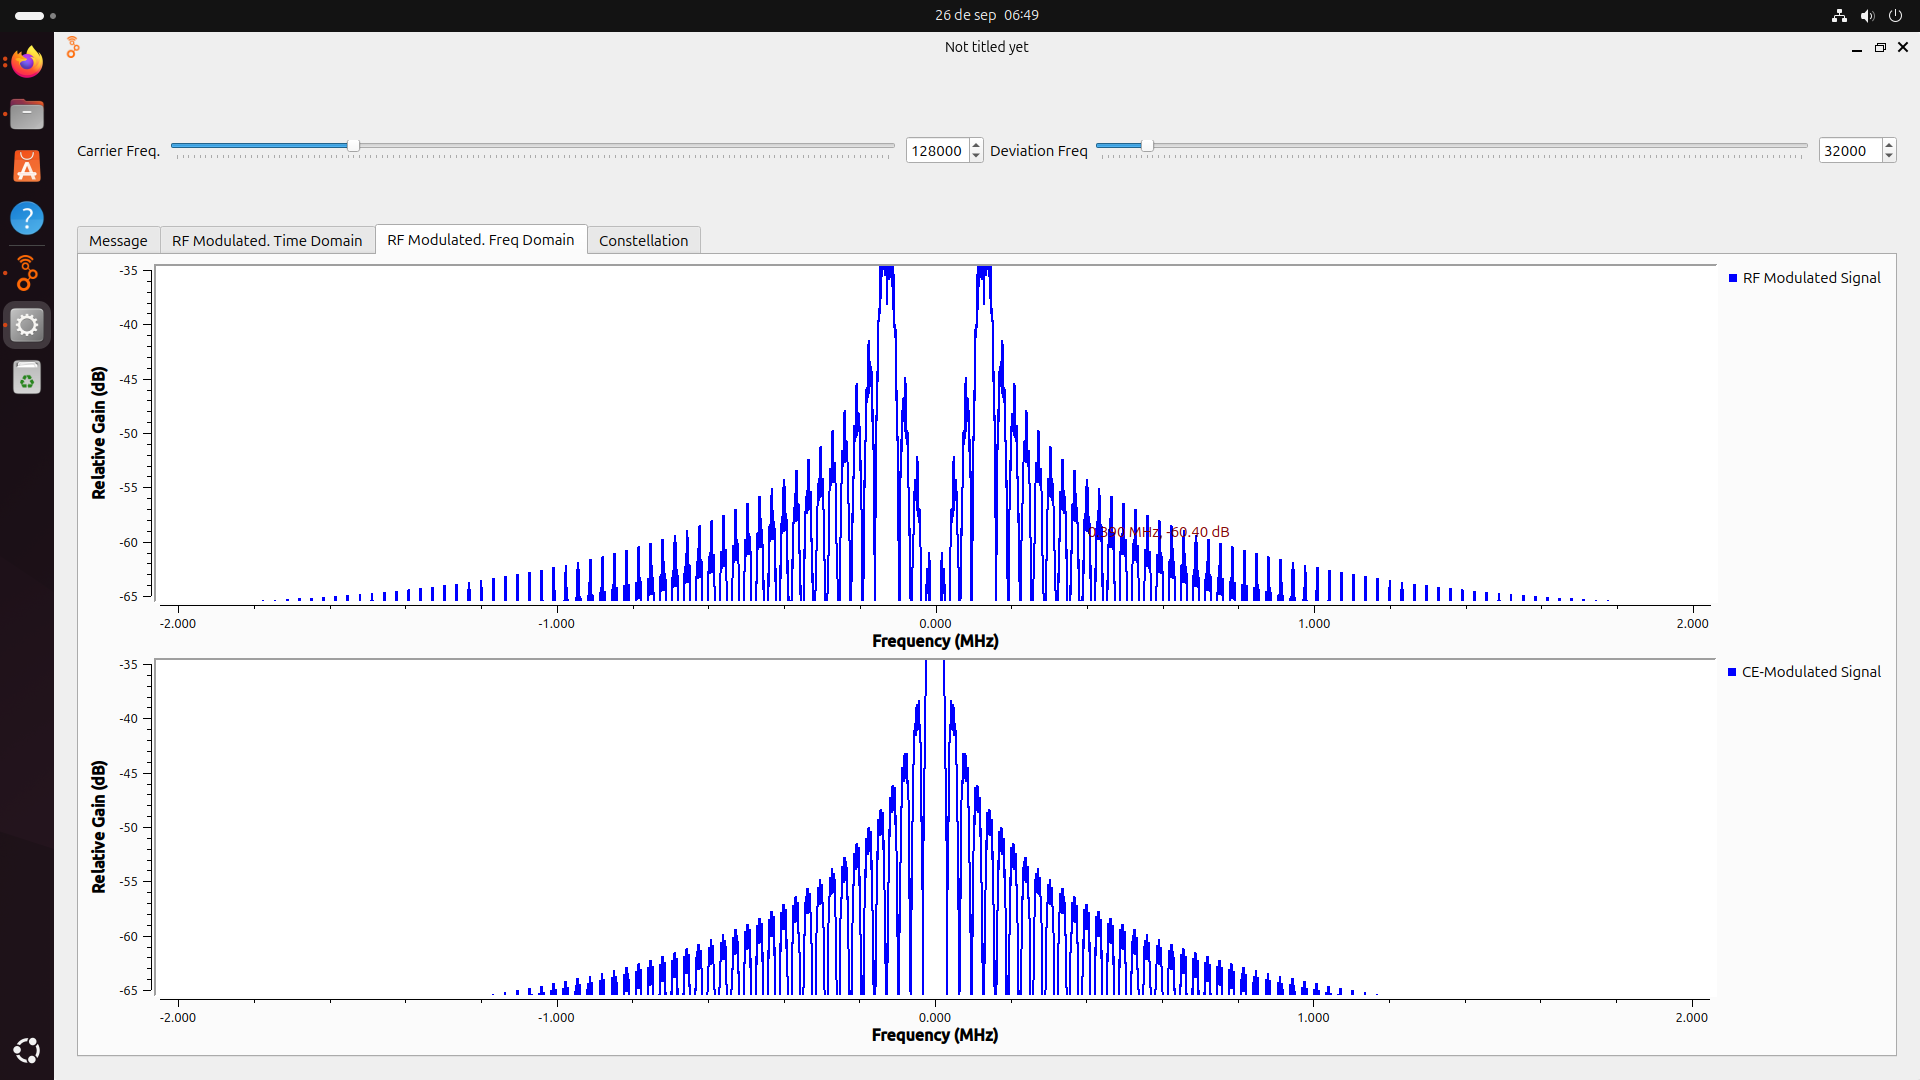 26 de sep 06:49
Not titled yet
Carrier Freq. 128000 Deviation Freq 32000
Message RF Modulated. Time Domain RF Modulated. Freq Domain Constellation
RF Modulated Signal
-35
-40
-45
-50
-55
-60
-65
Relative Gain (dB)
0.390 MHz, -60.40 dB
-2.000 -1.000 0.000 1.000 2.000
Frequency (MHz)
CE-Modulated Signal
-35
-40
-45
-50
-55
-60
-65
Relative Gain (dB)
-2.000 -1.000 0.000 1.000 2.000
Frequency (MHz)